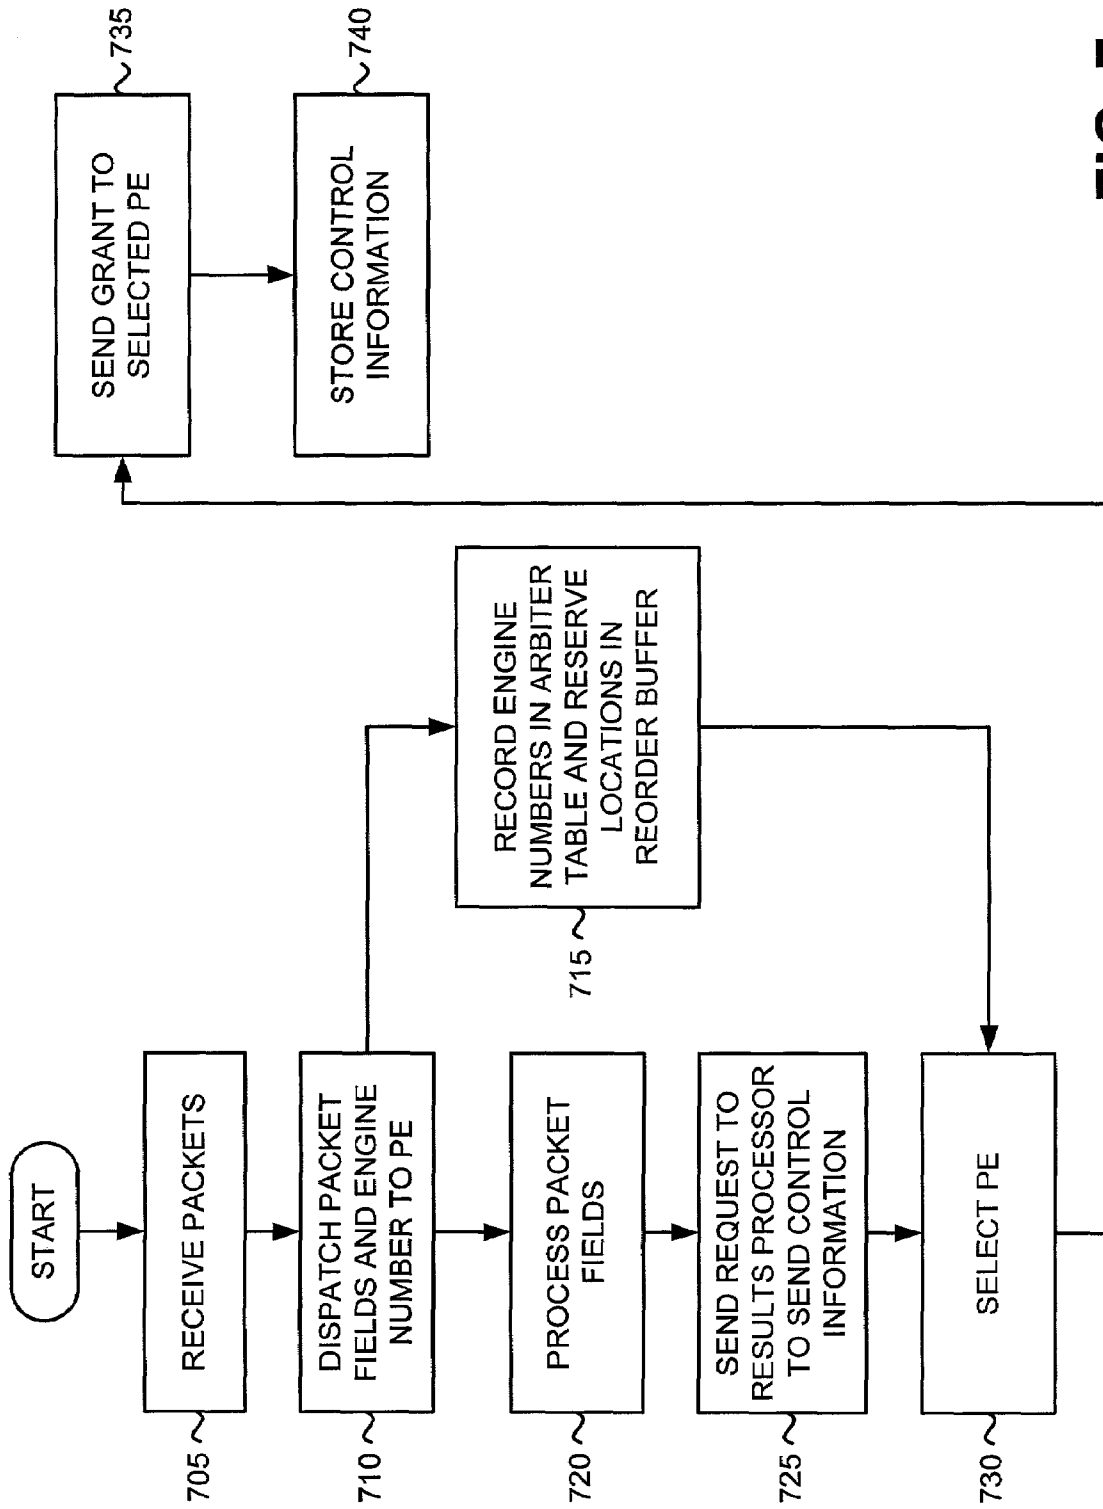 START
RECEIVE PACKETS
705
DISPATCH PACKET
FIELDS AND ENGINE
NUMBER TO PE
710
RECORD ENGINE
NUMBERS IN ARBITER
TABLE AND RESERVE
LOCATIONS IN
REORDER BUFFER
715
PROCESS PACKET
FIELDS
720
SEND REQUEST TO
RESULTS PROCESSOR
TO SEND CONTROL
INFORMATION
725
SELECT PE
730
SEND GRANT TO
SELECTED PE
735
STORE CONTROL
INFORMATION
740